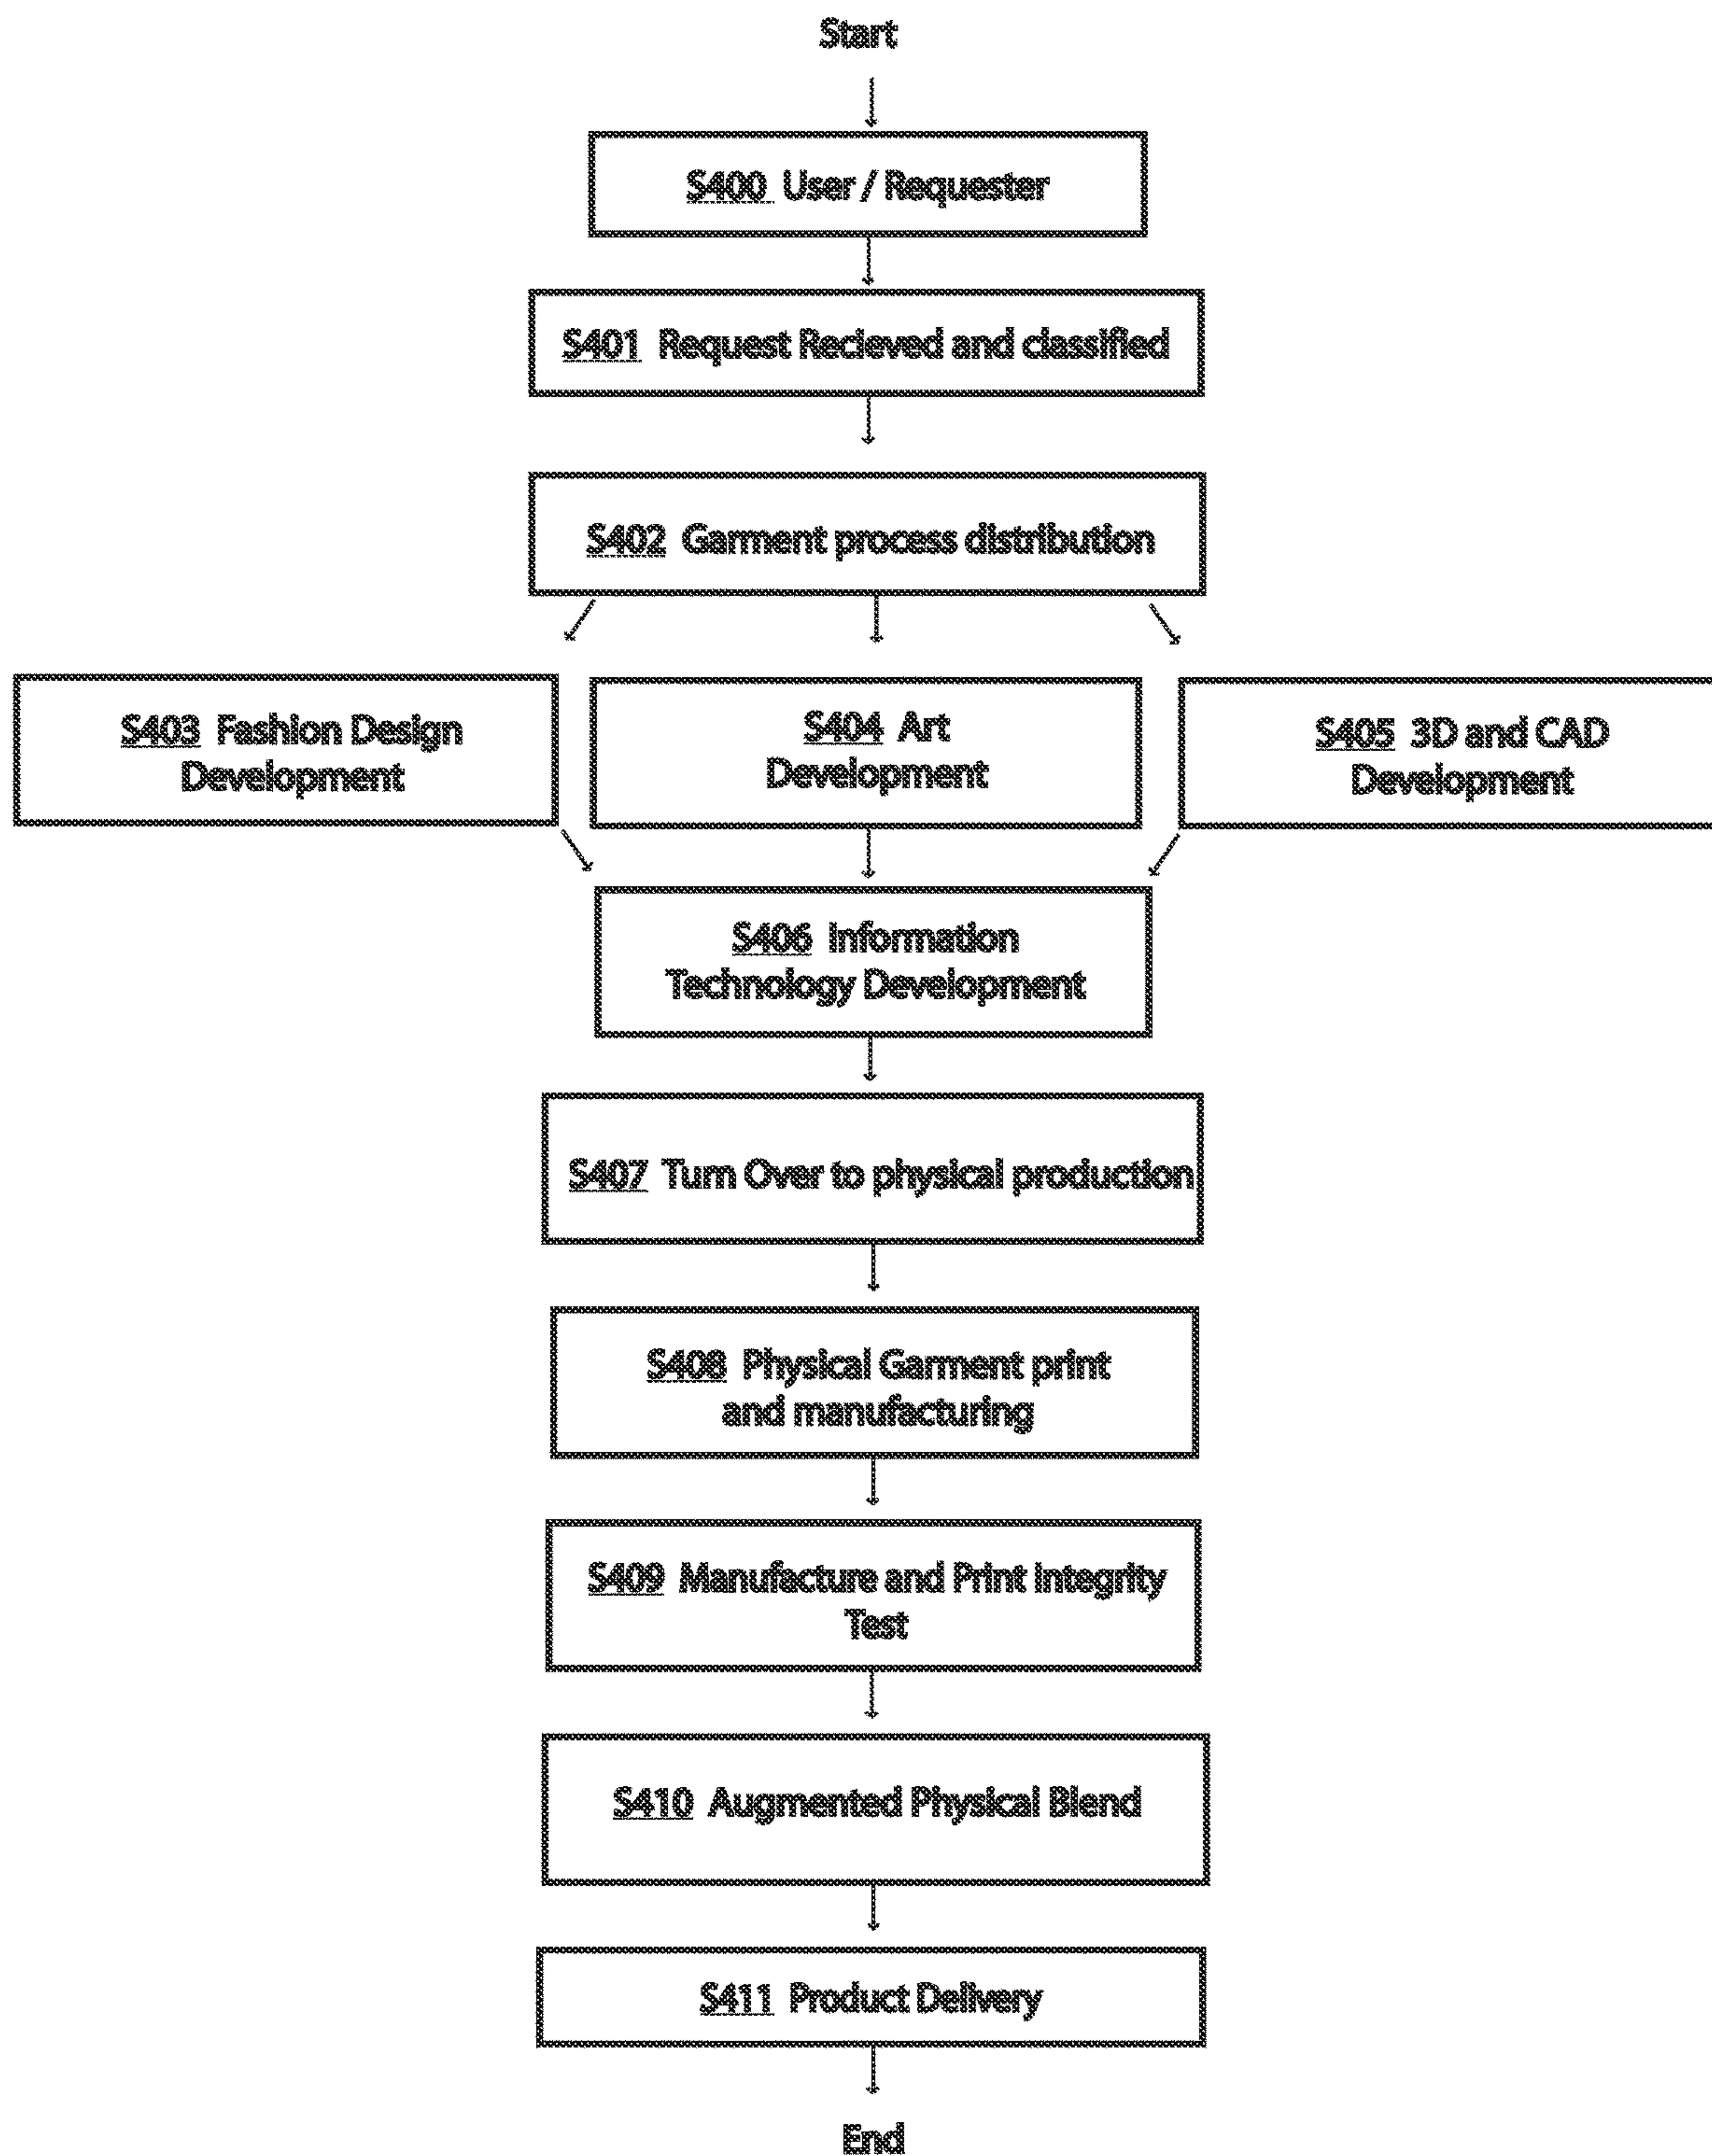 Start
S400 User / Requester
S401 Request Recieved and classified
S402 Garment process distribution
S403 Fashion Design
Development
S404 Art
Development
S405 3D and CAD
Development
S406 Information
Technology Development
S407 Turn Over to physical production
S408 Physical Garment print
and manufacturing
S409 Manufacture and Print integrity
Test
S410 Augmented Physical Blend
S411 Product Delivery
End